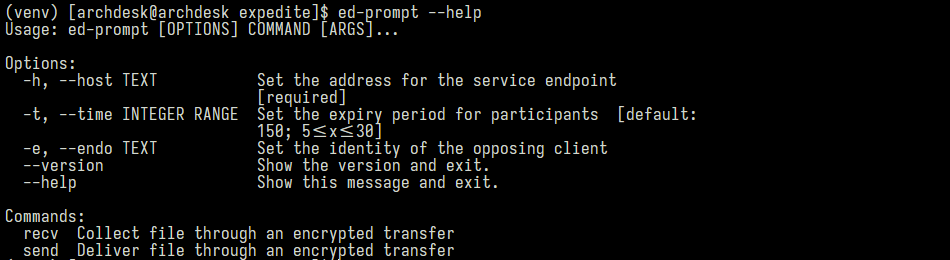 (venv) [archdesk@archdesk expedite]$ ed-prompt --help
Usage: ed-prompt [OPTIONS] COMMAND [ARGS]...
Options:
-h, --host TEXT Set the address for the service endpoint
[required]
-t, --time INTEGER RANGE Set the expiry period for participants [default:
150; 5≤x≤30]
-e, --endo TEXT Set the identity of the opposing client
--version Show the version and exit.
--help Show this message and exit.
Commands:
recv Collect file through an encrypted transfer
send Deliver file through an encrypted transfer